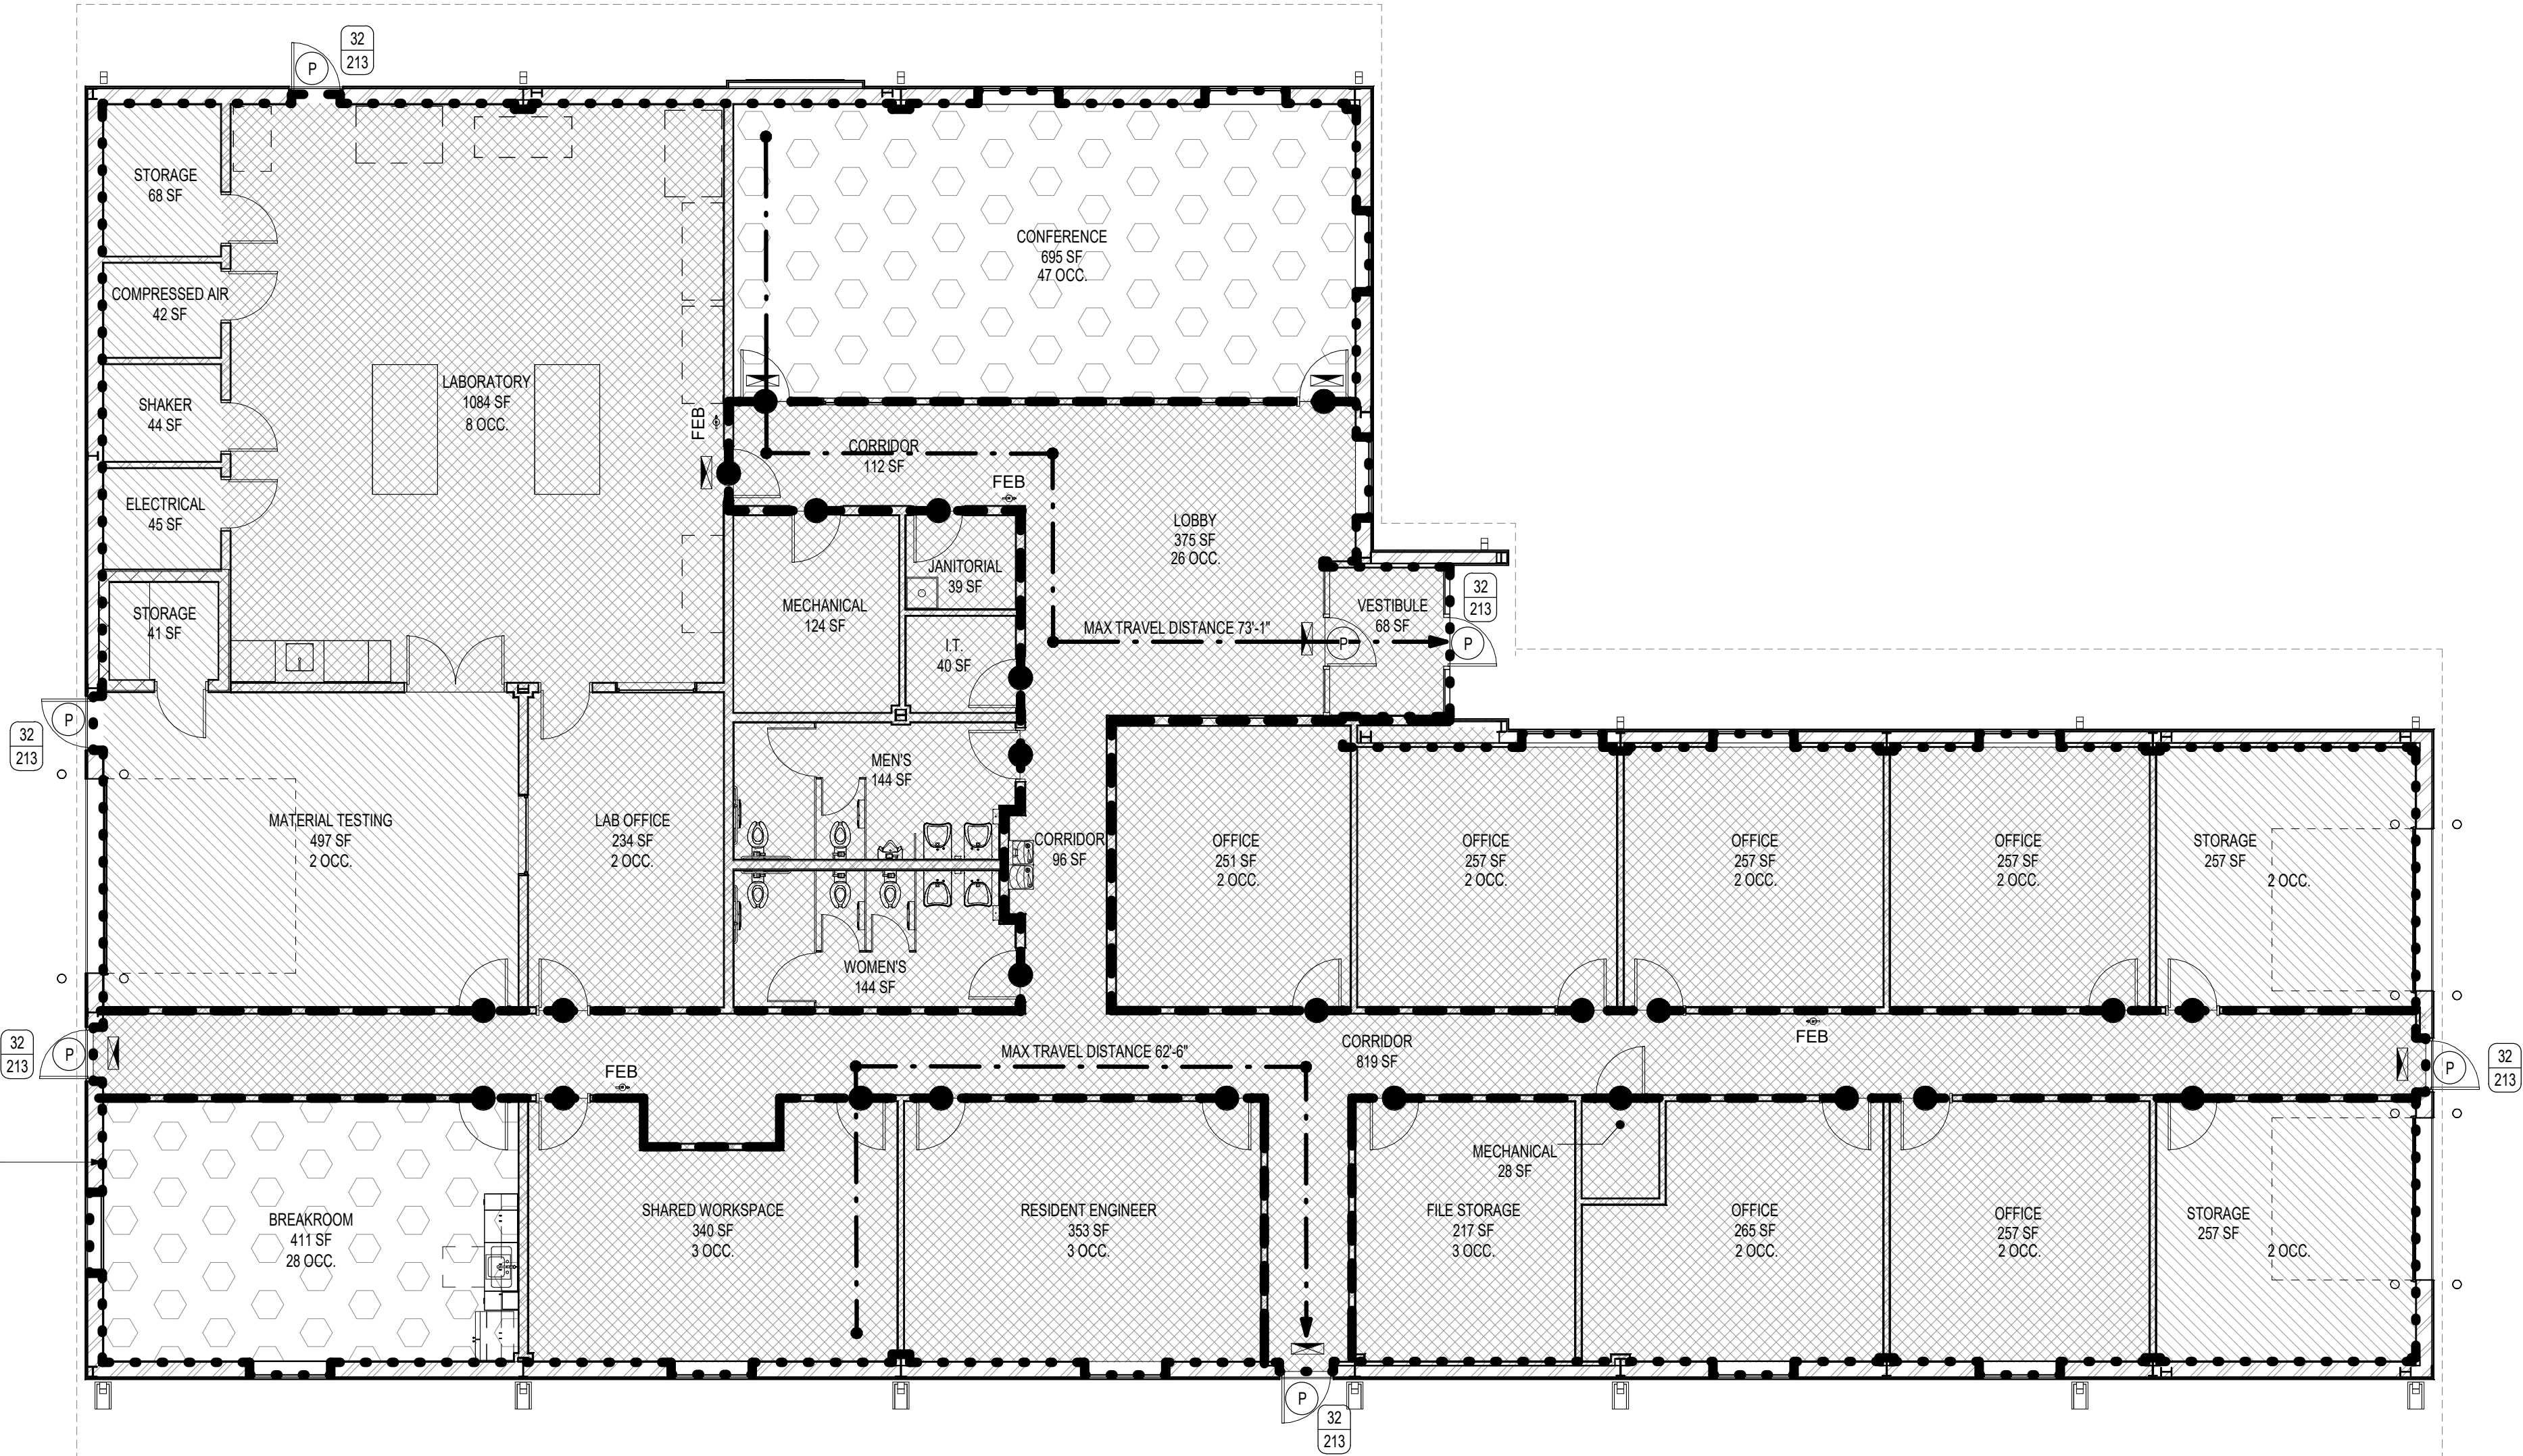 32
213
P
STORAGE
68 SF
COMPRESSED AIR
42 SF
SHAKER
44 SF
ELECTRICAL
45 SF
STORAGE
41 SF
LABORATORY
1084 SF
8 OCC.
CONFERENCE
695 SF
47 OCC.
FEB
CORRIDOR
112 SF
FEB
LOBBY
375 SF
26 OCC.
JANITORIAL
39 SF
MECHANICAL
124 SF
I.T.
40 SF
VESTIBULE
68 SF
32
213
MAX TRAVEL DISTANCE 73'-1"
P
P
P
32
213
MEN'S
144 SF
MATERIAL TESTING
497 SF
2 OCC.
LAB OFFICE
234 SF
2 OCC.
CORRIDOR
96 SF
OFFICE
251 SF
2 OCC.
OFFICE
257 SF
2 OCC.
OFFICE
257 SF
2 OCC.
OFFICE
257 SF
2 OCC.
STORAGE
257 SF
2 OCC.
WOMEN'S
144 SF
32
213
P
MAX TRAVEL DISTANCE 62'-6"
CORRIDOR
819 SF
FEB
FEB
P
32
213
MECHANICAL
28 SF
BREAKROOM
411 SF
28 OCC.
SHARED WORKSPACE
340 SF
3 OCC.
RESIDENT ENGINEER
353 SF
3 OCC.
FILE STORAGE
217 SF
3 OCC.
OFFICE
265 SF
2 OCC.
OFFICE
257 SF
2 OCC.
STORAGE
257 SF
2 OCC.
P
32
213